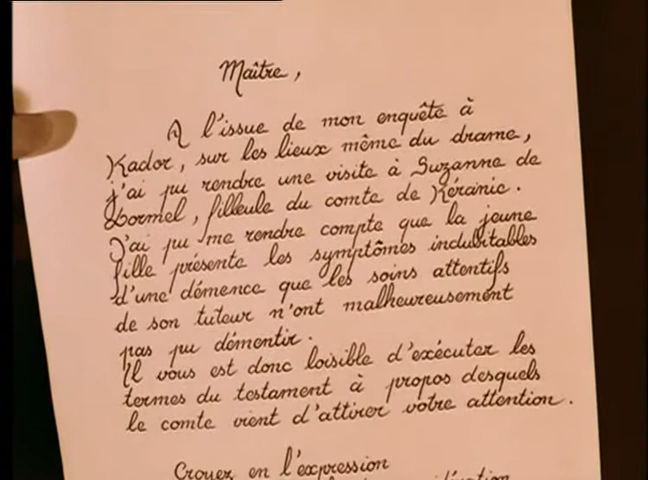 Maître,
A l'issue de mon enquête à
Kador, sur les lieux même du drame,
j'ai pu rendre une visite à Suzanne de
Lormel, filleule du comte de Kéranic.
J'ai pu me rendre compte que la jeune
fille présente les symptômes indubitables
d'une démence que les soins attentifs
de son tuteur n'ont malheureusement
pas pu démentir.
Il vous est donc loisible d'exécuter les
termes du testament à propos desquels
le comte vient d'attirer votre attention.
Croyez en l'expression